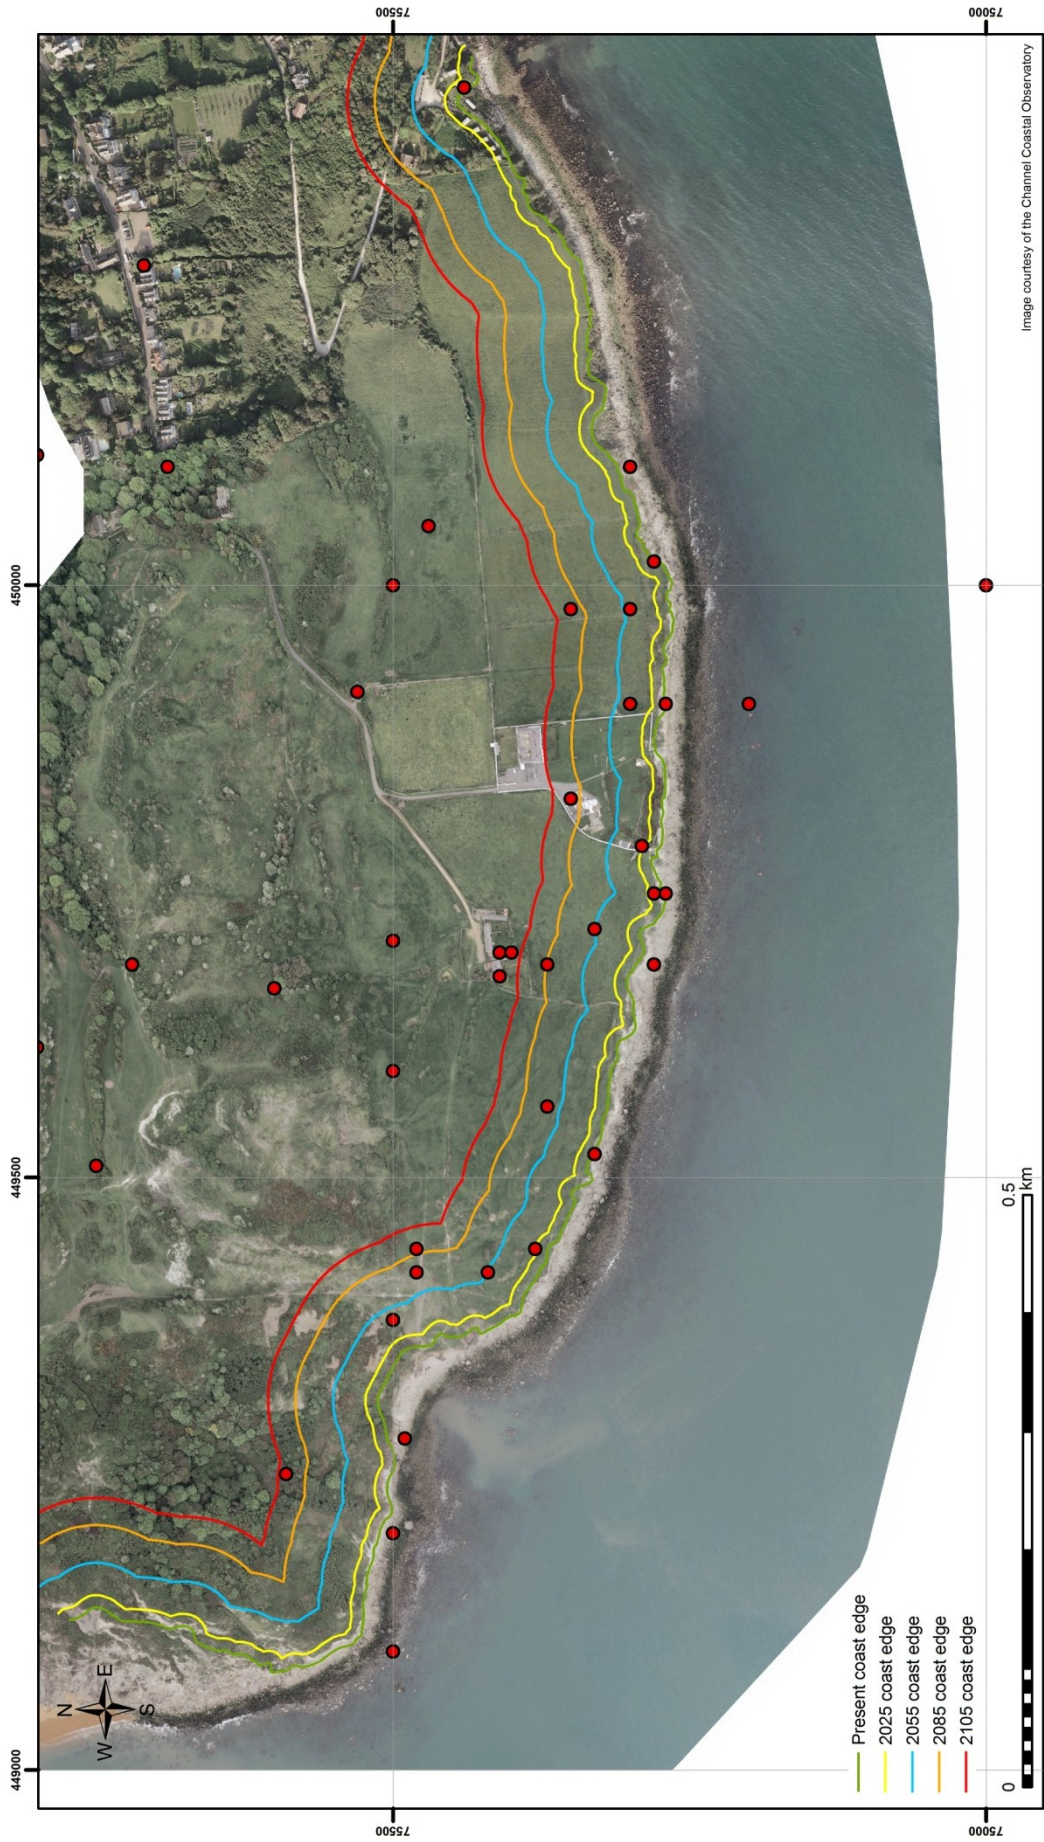 449000
449500
450000
75500
75500
75000
75000
N
W
E
S
Present coast edge
2025 coast edge
2055 coast edge
2085 coast edge
2105 coast edge
0
0.5
km
Image courtesy of the Channel Coastal Observatory